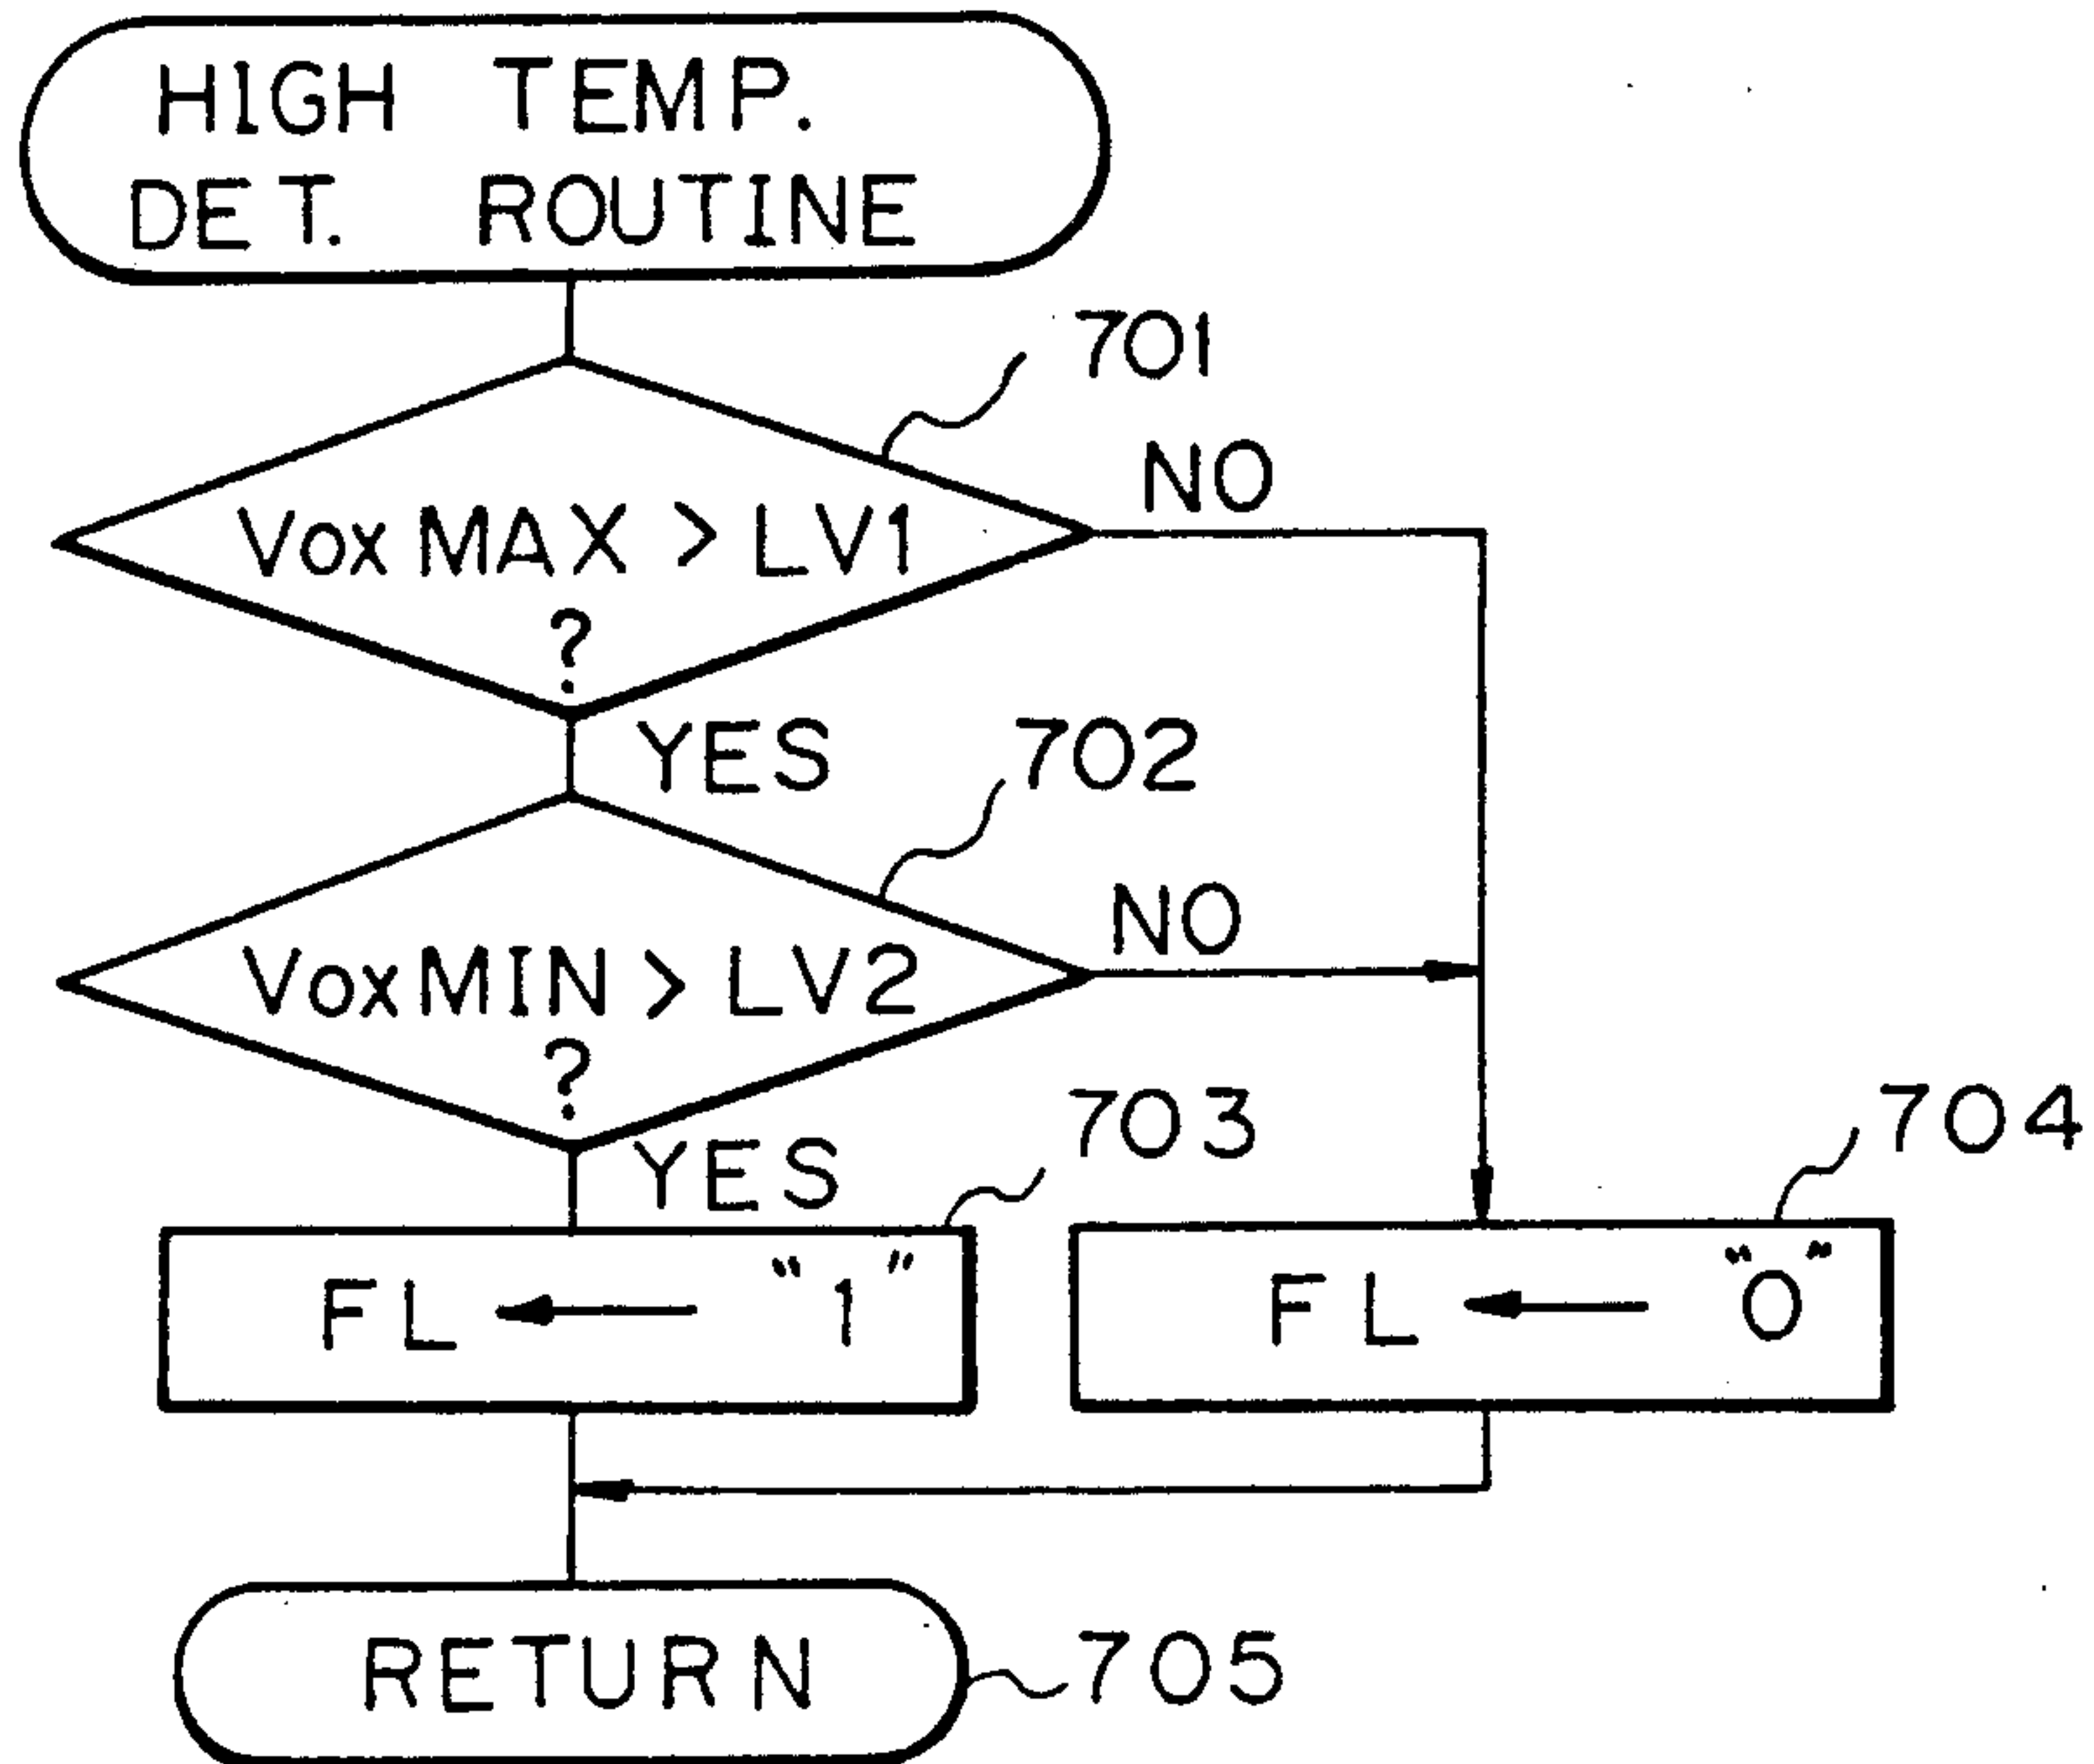 HIGH TEMP.
DET. ROUTINE
701
NO
VOX MAX > LV1
?
YES
702
NO
VOX MIN > LV2
?
YES
703
704
FL ← “1”
FL ← “0”
RETURN
705